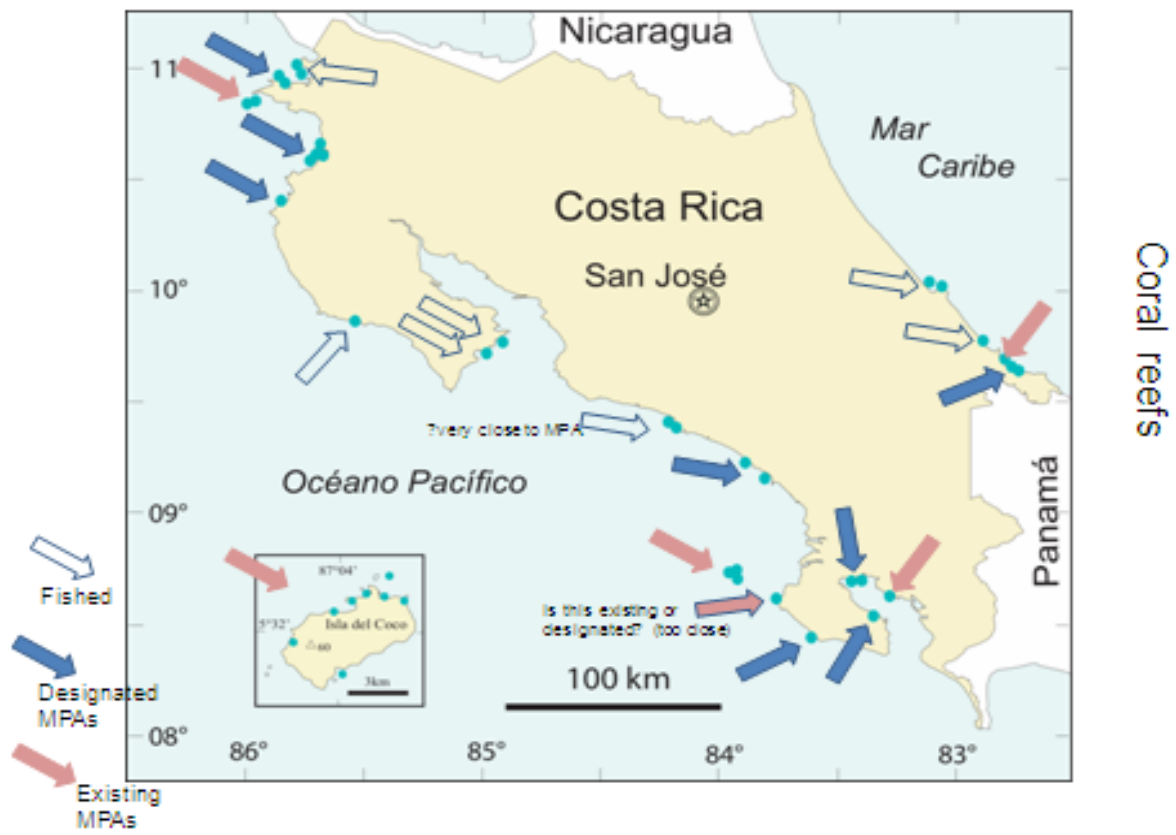 Nicaragua
11°
Mar
Caribe
Costa Rica
San José
10°
Coral reefs
?very close to MPA
Océano Pacífico
Panamá
09°
87°04'
Fished
Is this existing or
designated? (too close)
5°32'
Isla del Coco
60
3km
100 km
Designated
MPAs
08°
86°
85°
84°
83°
Existing
MPAs